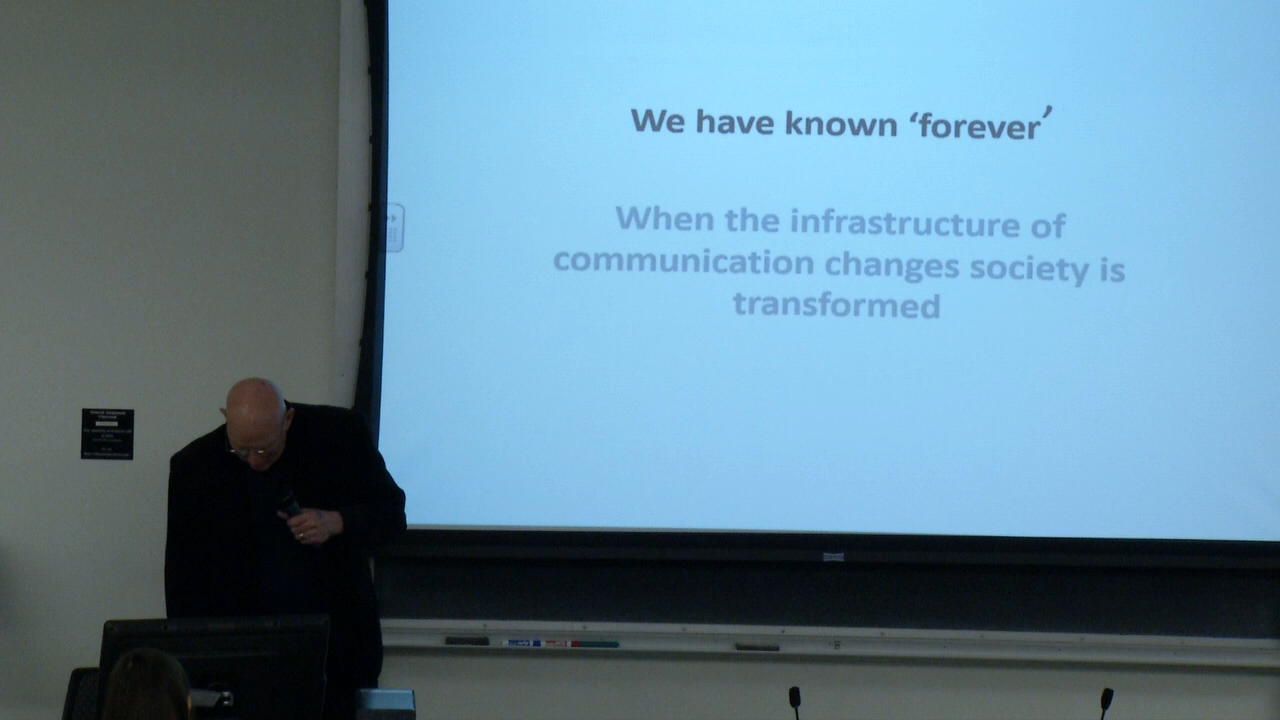 We have known ‘forever’
When the infrastructure of
communication changes society is
transformed